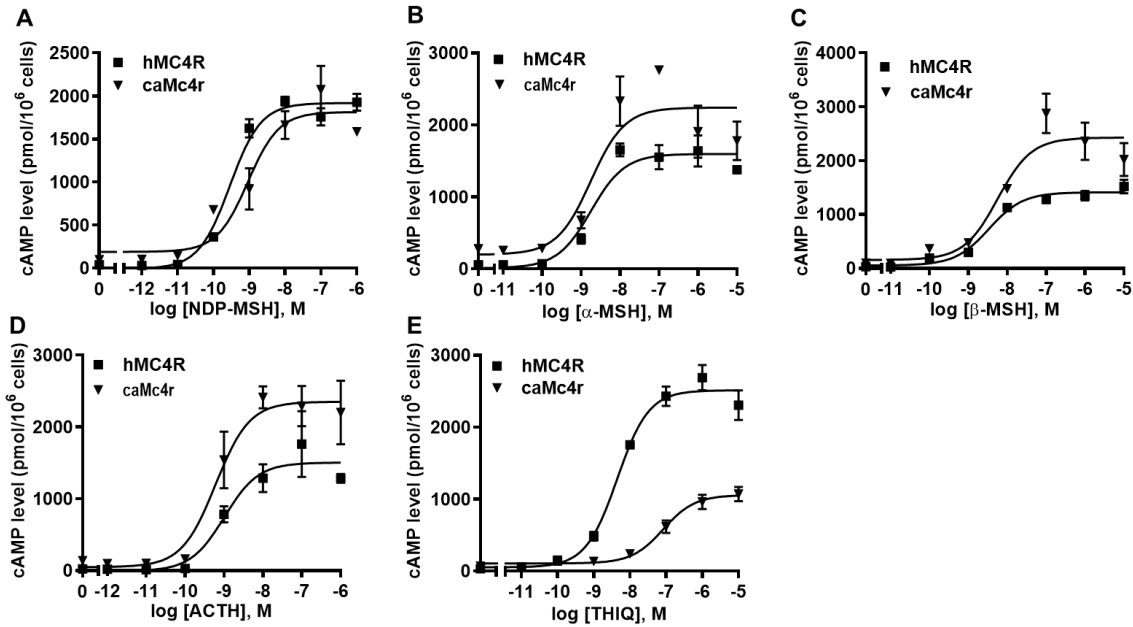 A
cAMP level (pmol/10^6 cells)
2500
2000
1500
1000
500
0
hMC4R
caMc4r
0 -12 -11 -10 -9 -8 -7 -6
log [NDP-MSH], M
B
cAMP level (pmol/10^6 cells)
3000
2000
1000
0
hMC4R
caMc4r
0 -11 -10 -9 -8 -7 -6 -5
log [α-MSH], M
C
cAMP level (pmol/10^6 cells)
4000
3000
2000
1000
0
hMC4R
caMc4r
0 -11 -10 -9 -8 -7 -6 -5
log [β-MSH], M
D
cAMP level (pmol/10^6 cells)
3000
2000
1000
0
hMC4R
caMc4r
0 -12 -11 -10 -9 -8 -7 -6
log [ACTH], M
E
cAMP level (pmol/10^6 cells)
3000
2000
1000
0
hMC4R
caMc4r
-11 -10 -9 -8 -7 -6 -5
log [THIQ], M